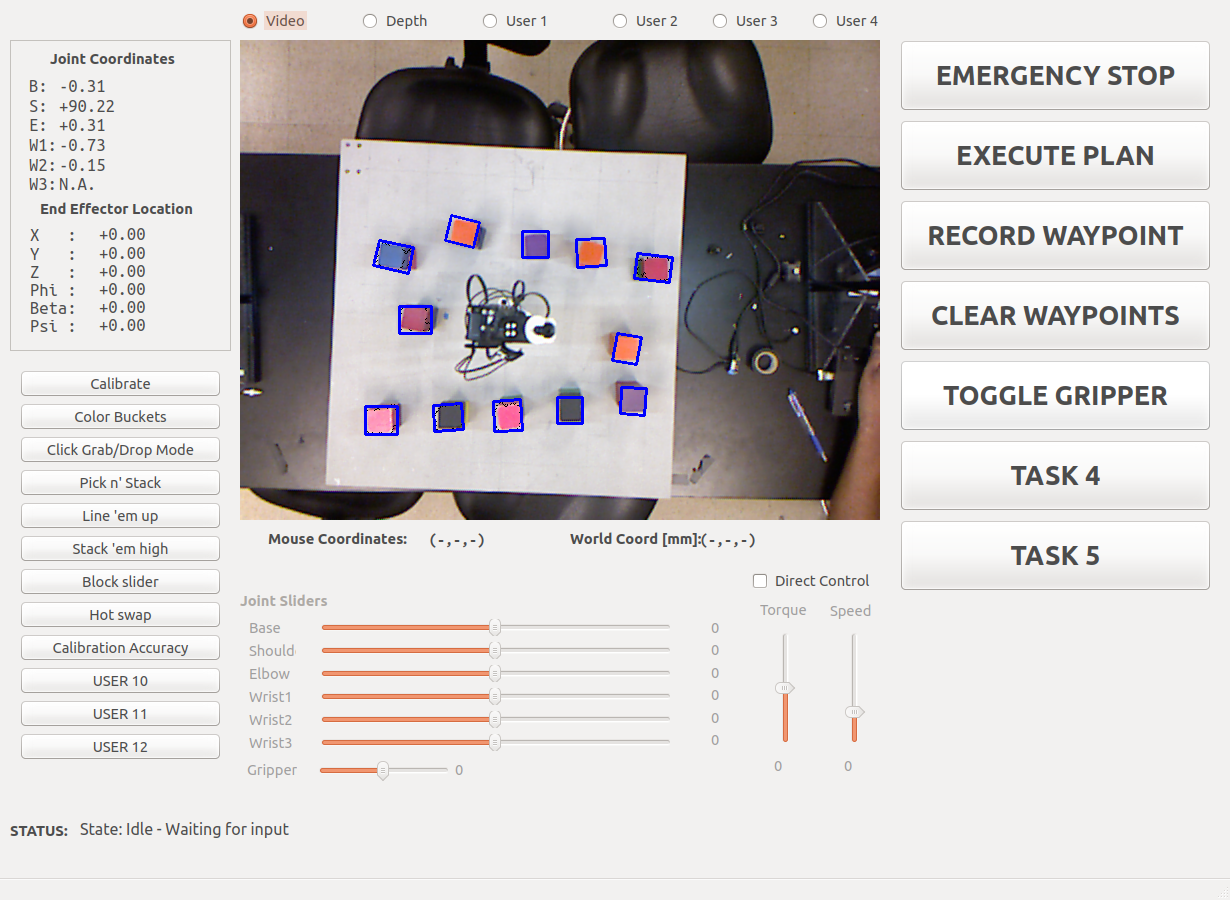 Video Depth User 1 User 2 User 3 User 4
Joint Coordinates
B: -0.31
S: +90.22
E: +0.31
W1:-0.73
W2:-0.15
W3:N.A.
End Effector Location
X : +0.00
Y : +0.00
Z : +0.00
Phi : +0.00
Beta: +0.00
Psi : +0.00
Calibrate
Color Buckets
Click Grab/Drop Mode
Pick n' Stack
Line 'em up
Stack 'em high
Block slider
Hot swap
Calibration Accuracy
USER 10
USER 11
USER 12
Mouse Coordinates: (-,-,-) World Coord [mm]:(-,-,-)
Direct Control
Joint Sliders
Torque Speed
Base 0
Should 0
Elbow 0
Wrist1 0
Wrist2 0
Wrist3 0
Gripper 0
0 0
EMERGENCY STOP
EXECUTE PLAN
RECORD WAYPOINT
CLEAR WAYPOINTS
TOGGLE GRIPPER
TASK 4
TASK 5
STATUS: State: Idle - Waiting for input